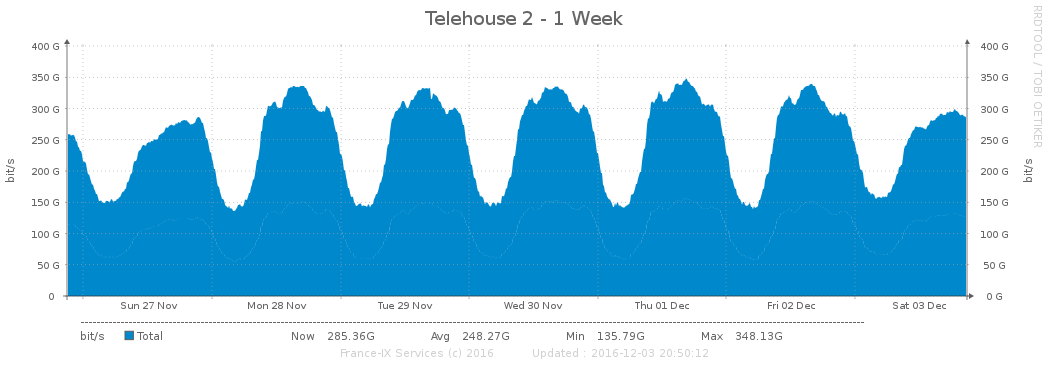 Telehouse 2 - 1 Week
RRDTOOL / TOBI OETIKER
400 G 400 G
350 G 350 G
300 G 300 G
250 G 250 G
200 G 200 G
150 G 150 G
100 G 100 G
50 G 50 G
0 0 G
bit/s
bit/s
Sun 27 Nov Mon 28 Nov Tue 29 Nov Wed 30 Nov Thu 01 Dec Fri 02 Dec Sat 03 Dec
bit/s Total Now 285.36G Avg 248.27G Min 135.79G Max 348.13G
France-IX Services (c) 2016 Updated : 2016-12-03 20:50:12